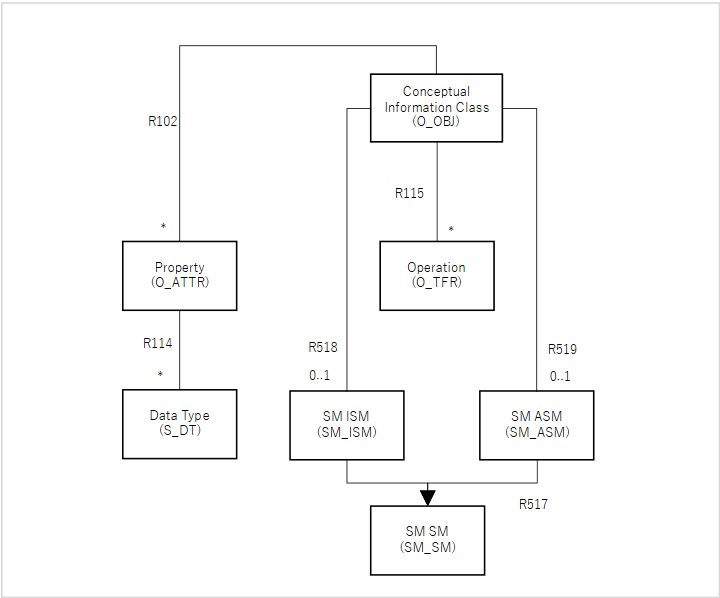 Conceptual
Information Class
(O_OBJ)
R102
R115
*
*
Property
(O_ATTR)
Operation
(O_TFR)
R114
R518
R519
*
0..1
0..1
Data Type
(S_DT)
SM ISM
(SM_ISM)
SM ASM
(SM_ASM)
R517
SM SM
(SM_SM)